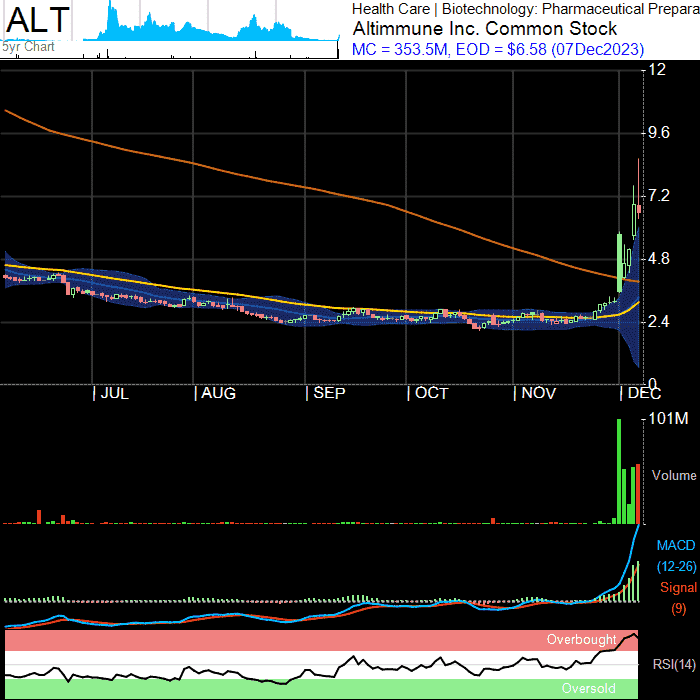 ALT
5yr Chart
Health Care | Biotechnology: Pharmaceutical Prepara
Altimmune Inc. Common Stock
MC = 353.5M, EOD = $6.58 (07Dec2023)
12
9.6
7.2
4.8
2.4
0
JUL
AUG
SEP
OCT
NOV
DEC
101M
Volume
MACD
(12-26)
Signal
(9)
Overbought
RSI(14)
Oversold